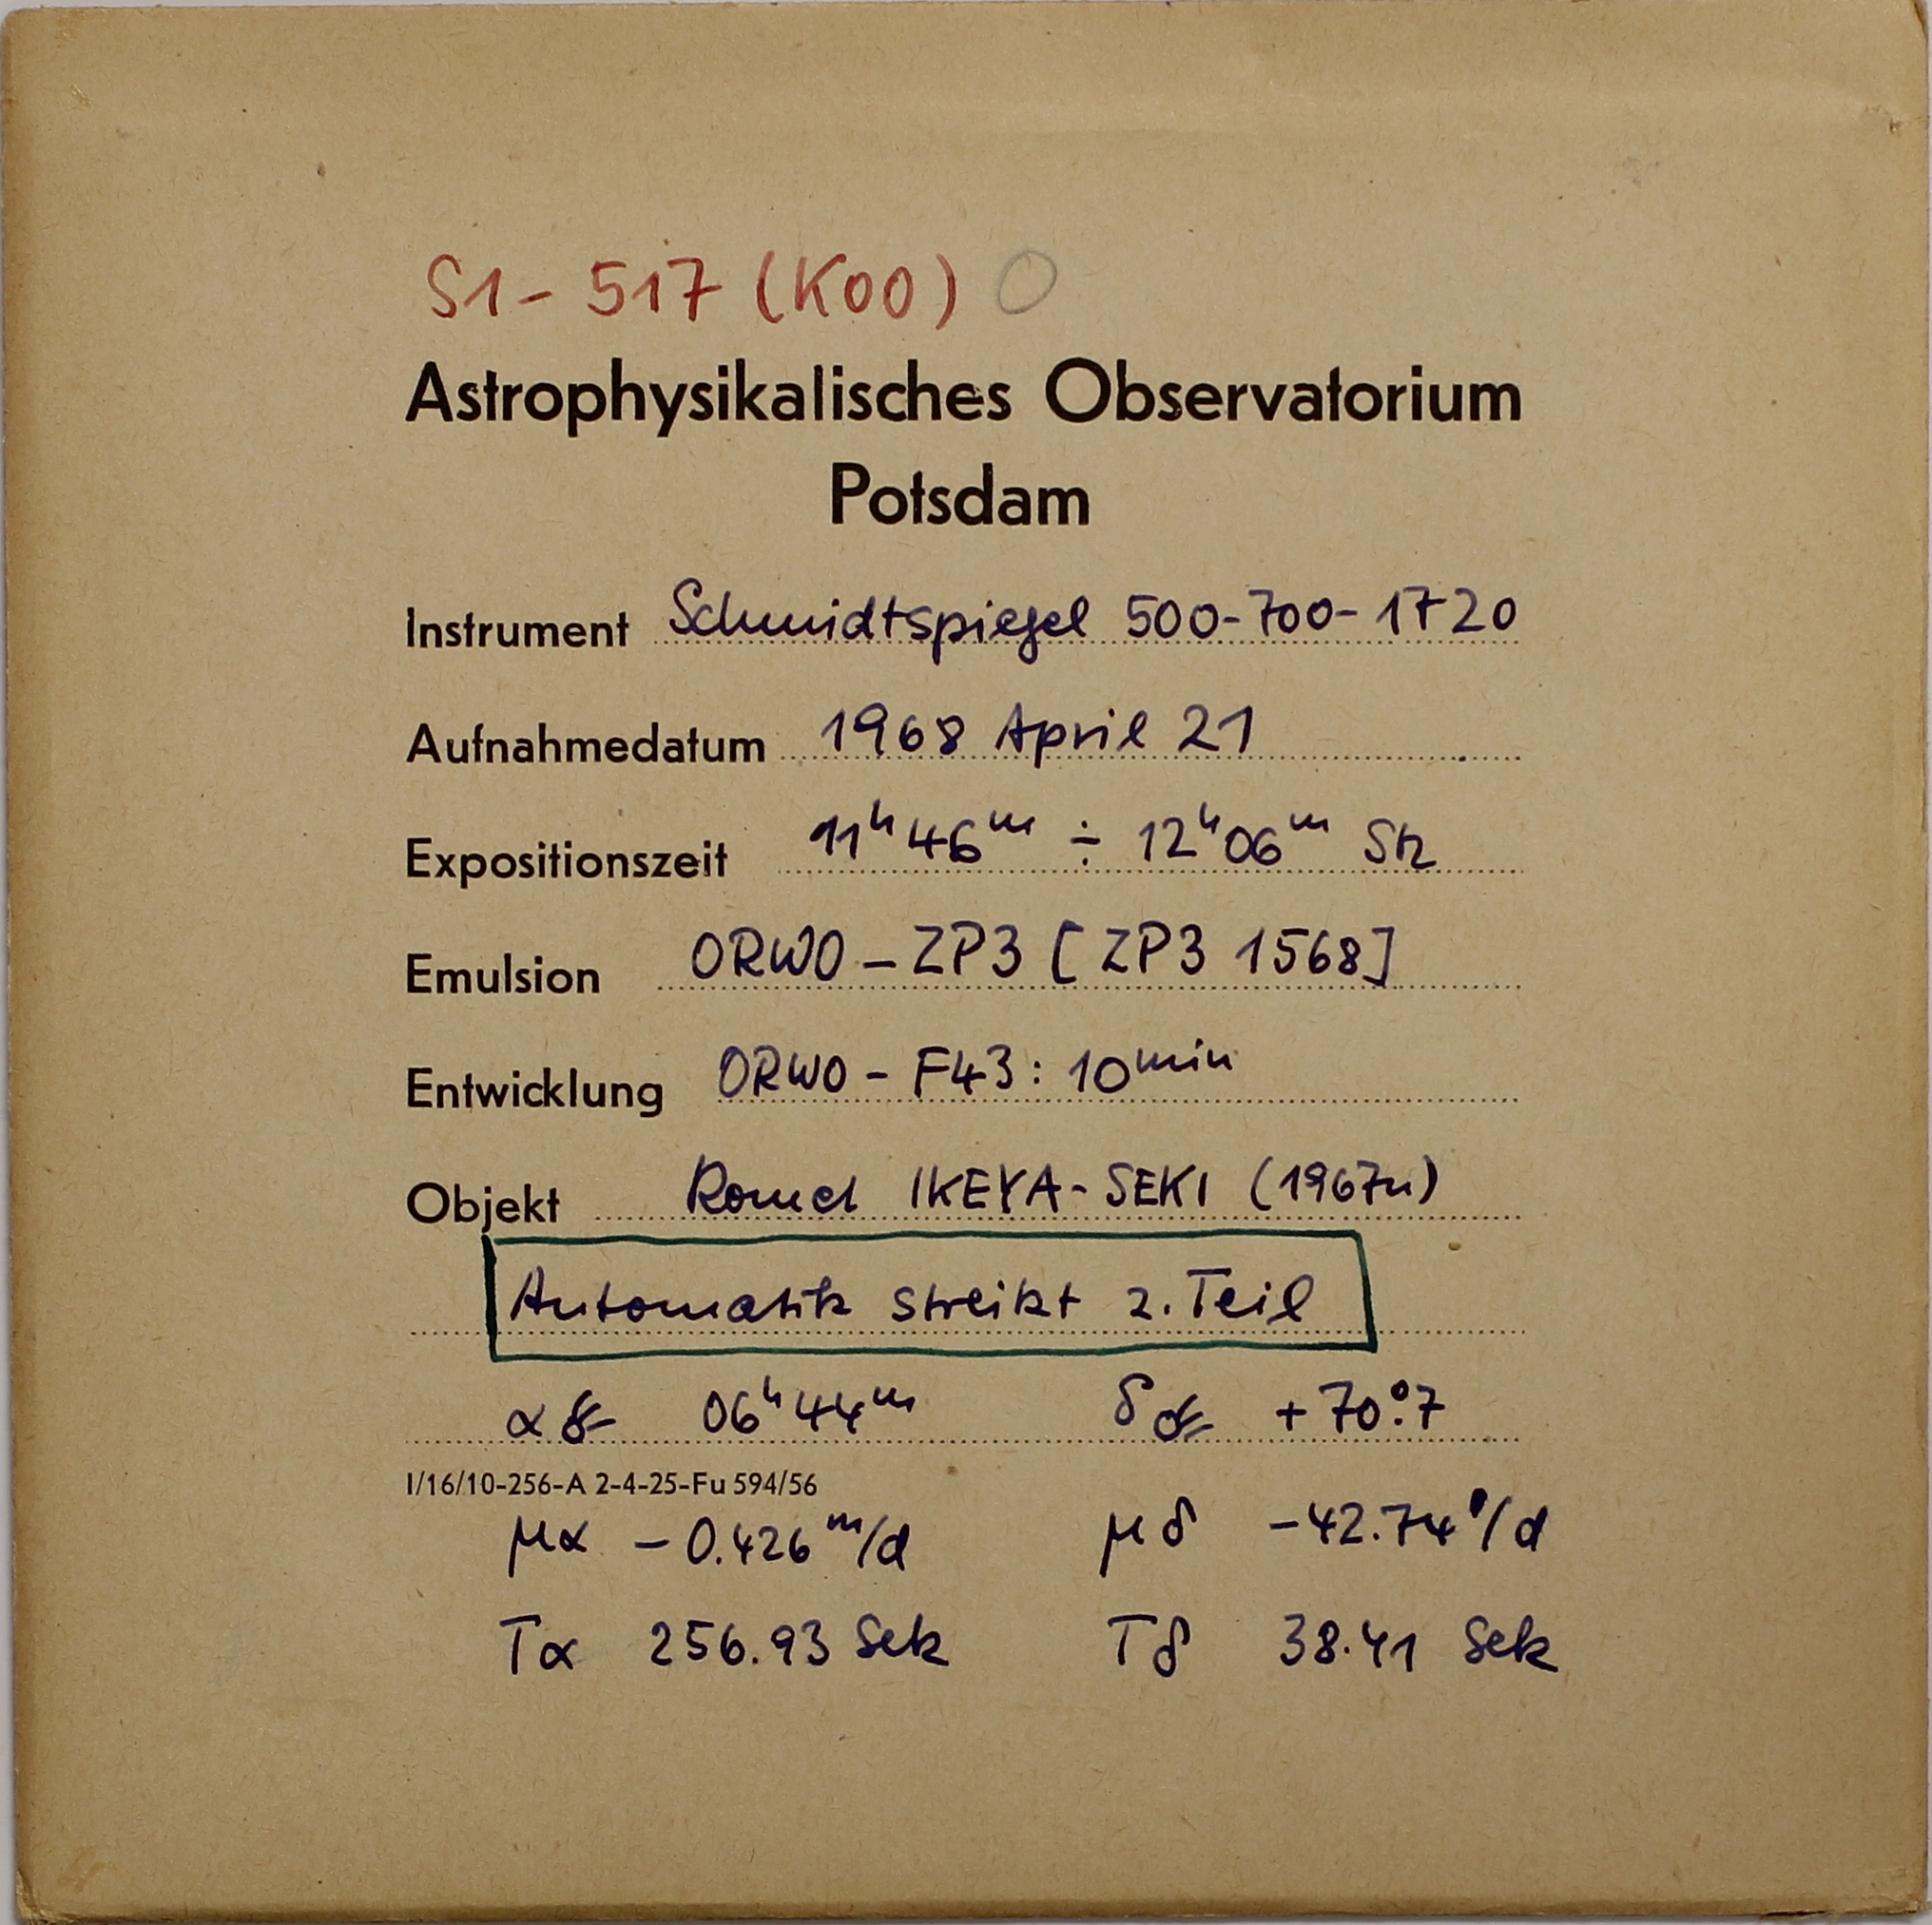 S1- 517 (K00) O
Astrophysikalisches Observatorium
Potsdam
Instrument Schmidtspiegel 500-700-1720
Aufnahmedatum 1968 April 21
Expositionszeit 11ʰ46ᵐ ÷ 12ʰ06ᵐ Stz
Emulsion ORWO-ZP3 [ZP3 1568]
Entwicklung ORWO- F43: 10ᵐⁱⁿ
Objekt Komet IKEYA-SEKI (1967n)
Automatik streikt 2. Teil
α☄ 06ʰ44ᵐ δ☄ +70°.7
I/16/10-256-A 2-4-25-Fu 594/56
μα -0.426ᵐ/d μδ -42.74'/d
Tα 256.93 Sek Tδ 38.41 Sek